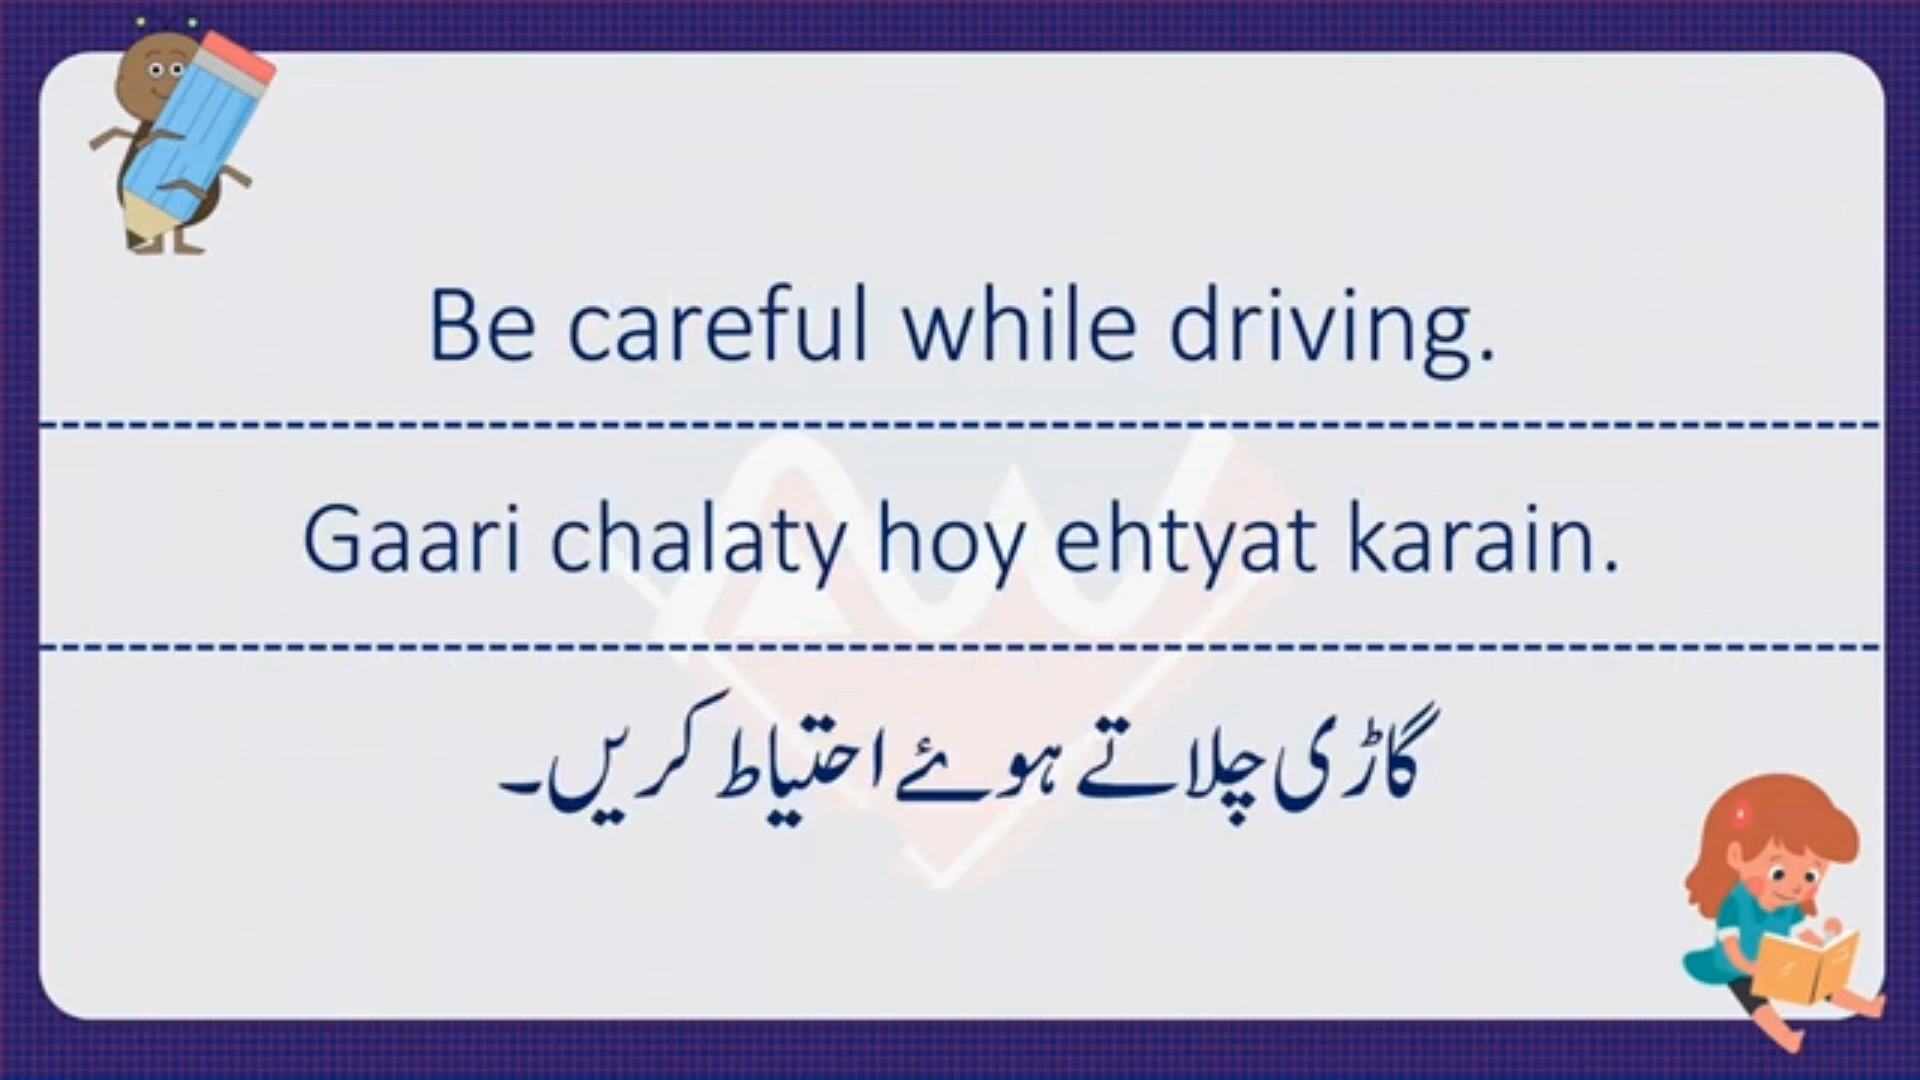 Be careful while driving.
Gaari chalaty hoy ehtyat karain.
گاڑی چلاتے ہوئے احتیاط کریں۔